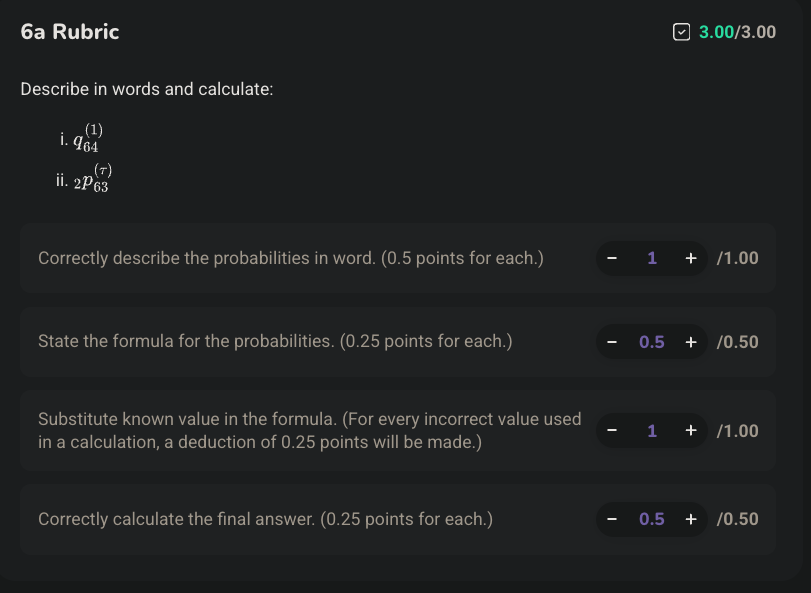 6a Rubric
3.00/3.00
Describe in words and calculate:
i. $q_{64}^{(1)}$
ii. ${}_2p_{63}^{(\tau)}$
Correctly describe the probabilities in word. (0.5 points for each.)
− 1 + /1.00
State the formula for the probabilities. (0.25 points for each.)
− 0.5 + /0.50
Substitute known value in the formula. (For every incorrect value used
in a calculation, a deduction of 0.25 points will be made.)
− 1 + /1.00
Correctly calculate the final answer. (0.25 points for each.)
− 0.5 + /0.50